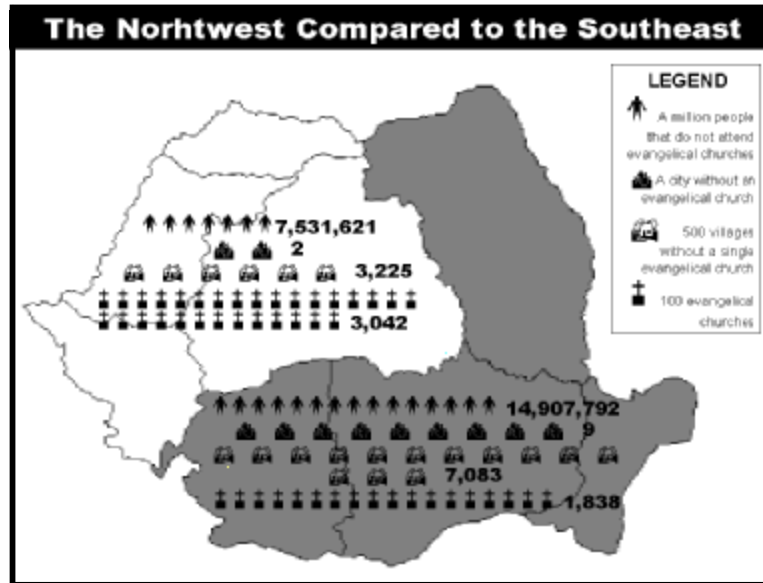 The Norhtwest Compared to the Southeast
LEGEND
A million people
that do not attend
evangelical churches
A city without an
evangelical church
500 villages
without a single
evangelical church
100 evangelical
churches
7,531,621
2
3,225
3,042
14,907,792
9
7,083
1,838